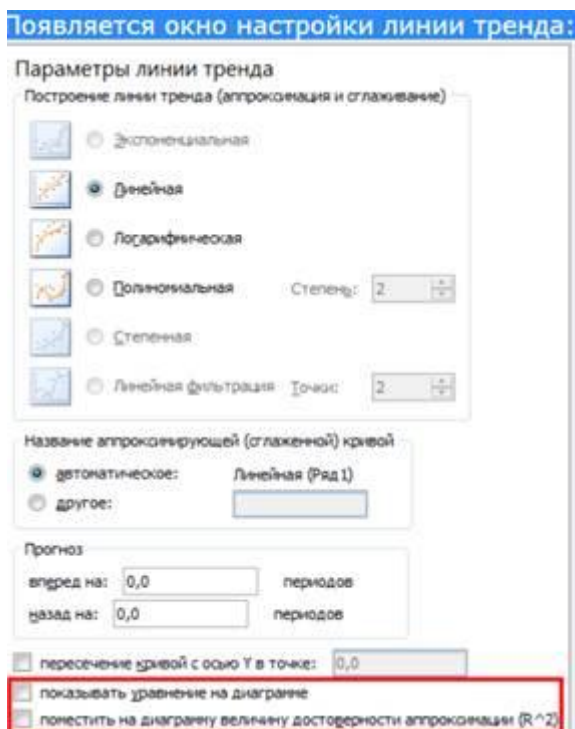 Появляется окно настройки линии тренда:
Параметры линии тренда
Построение линии тренда (аппроксимация и сглаживание)
Экспоненциальная
Линейная
Логарифмическая
Полиномиальная Степень: 2
Степенная
Линейная фильтрация Точки: 2
Название аппроксимирующей (сглаженной) кривой
автоматическое: Линейная (Ряд1)
другое:
Прогноз
вперед на: 0,0 периодов
назад на: 0,0 периодов
пересечение кривой с осью Y в точке: 0,0
показывать уравнение на диаграмме
поместить на диаграмму величину достоверности аппроксимации (R^2)